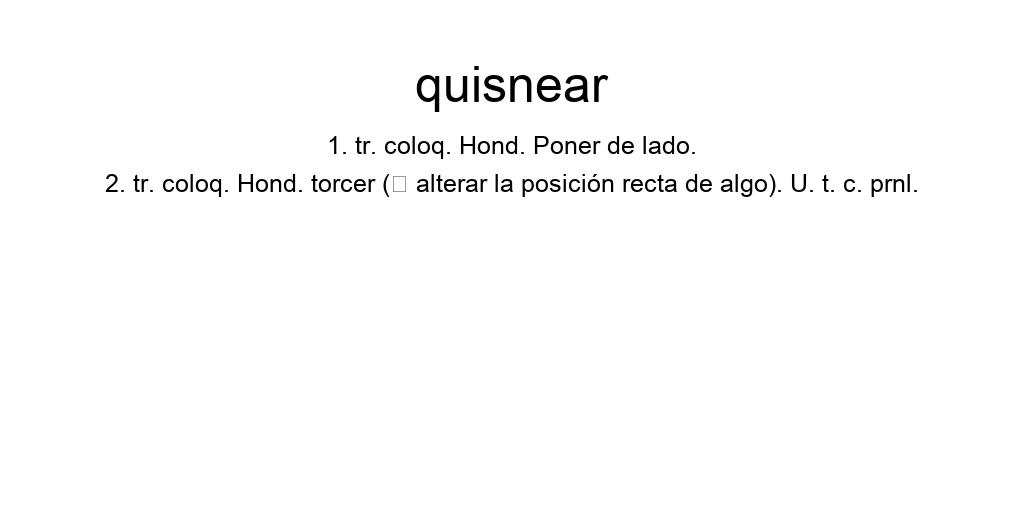 quisnear
1. tr. coloq. Hond. Poner de lado.
2. tr. coloq. Hond. torcer (□ alterar la posición recta de algo). U. t. c. prnl.